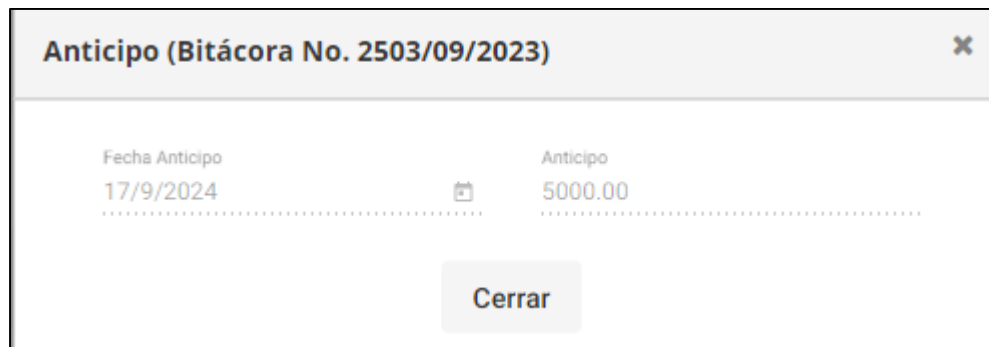 Anticipo (Bitácora No. 2503/09/2023)
Fecha Anticipo
17/9/2024
Anticipo
5000.00
Cerrar